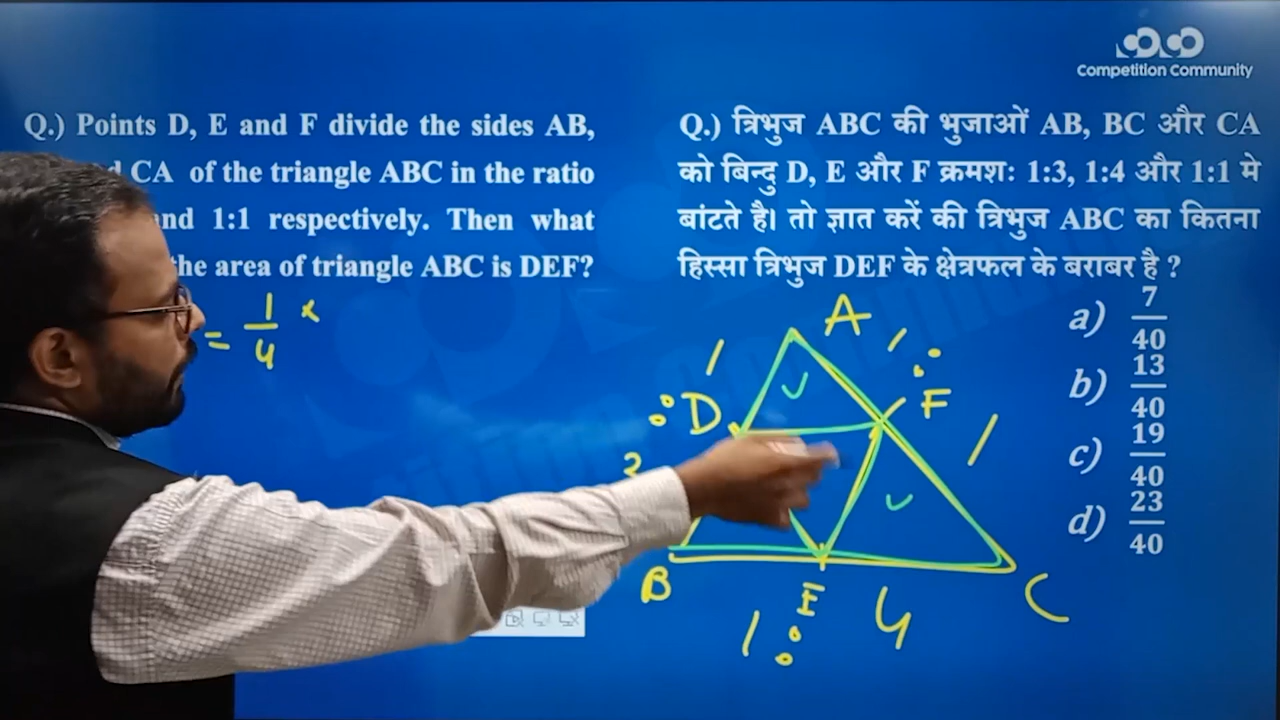 Competition Community
Q.) Points D, E and F divide the sides AB,
CA of the triangle ABC in the ratio
and 1:1 respectively. Then what
the area of triangle ABC is DEF?
= 1/4 ×
Q.) त्रिभुज ABC की भुजाओं AB, BC और CA
को बिन्दु D, E और F क्रमश: 1:3, 1:4 और 1:1 मे
बांटते है। तो ज्ञात करें की त्रिभुज ABC का कितना
हिस्सा त्रिभुज DEF के क्षेत्रफल के बराबर है ?
a) 7/40
b) 13/40
c) 19/40
d) 23/40
A
1 : 1
D
F
1 : 3
B
E
C
1 : 4